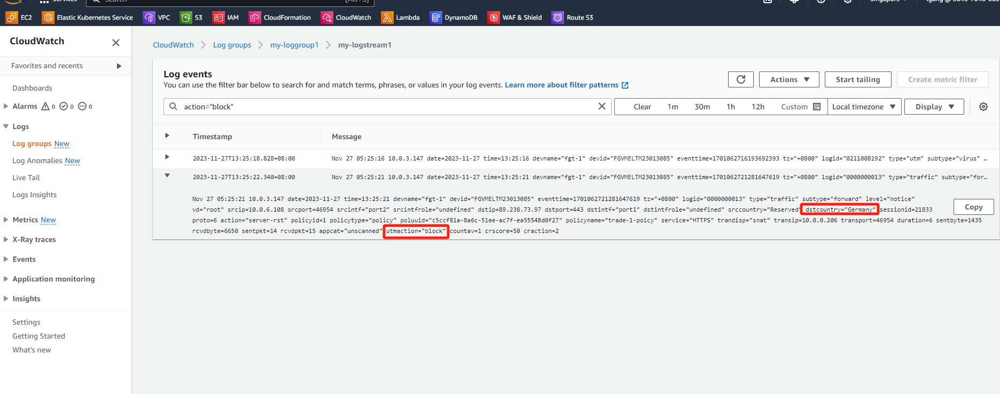 Services
Search
[Alt+S]
Singapore
EC2
Elastic Kubernetes Service
VPC
S3
IAM
CloudFormation
CloudWatch
Lambda
DynamoDB
WAF & Shield
Route 53
CloudWatch
Favorites and recents
Dashboards
Alarms 0 0 0
Logs
Log groups New
Log Anomalies New
Live Tail
Logs Insights
Metrics New
X-Ray traces
Events
Application monitoring
Insights
Settings
Getting Started
What's new
CloudWatch
Log groups
my-loggroup1
my-logstream1
Log events
You can use the filter bar below to search for and match terms, phrases, or values in your log events. Learn more about filter patterns
Actions
Start tailing
Create metric filter
action="block"
Clear
1m
30m
1h
12h
Custom
Local timezone
Display
Timestamp
Message
2023-11-27T13:25:18.828+08:00
Nov 27 05:25:16 10.0.3.147 date=2023-11-27 time=13:25:16 devname="fgt-1" devid="FGVMELTM23013085" eventtime=1701062716193692393 tz="+0800" logid="0211008192" type="utm" subtype="virus" …
2023-11-27T13:25:22.340+08:00
Nov 27 05:25:21 10.0.3.147 date=2023-11-27 time=13:25:21 devname="fgt-1" devid="FGVMELTM23013085" eventtime=1701062721281647619 tz="+0800" logid="0000000013" type="traffic" subtype="for…
Nov 27 05:25:21 10.0.3.147 date=2023-11-27 time=13:25:21 devname="fgt-1" devid="FGVMELTM23013085" eventtime=1701062721281647619 tz="+0800" logid="0000000013" type="traffic" subtype="forward" level="notice"
vd="root" srcip=10.0.6.108 srcport=46954 srcintf="port2" srcintfrole="undefined" dstip=89.238.73.97 dstport=443 dstintf="port1" dstintfrole="undefined" srccountry="Reserved" dstcountry="Germany" sessionid=21833
proto=6 action="server-rst" policyid=1 policytype="policy" poluuid="c5ccf81a-8a6c-51ee-ac7f-ea55548d0f27" policyname="trade-1-poicy" service="HTTPS" trandisp="snat" transip=10.0.0.206 transport=46954 duration=6 sentbyte=1435
rcvdbyte=6650 sentpkt=14 rcvdpkt=15 appcat="unscanned" utmaction="block" countav=1 crscore=50 craction=2
Copy